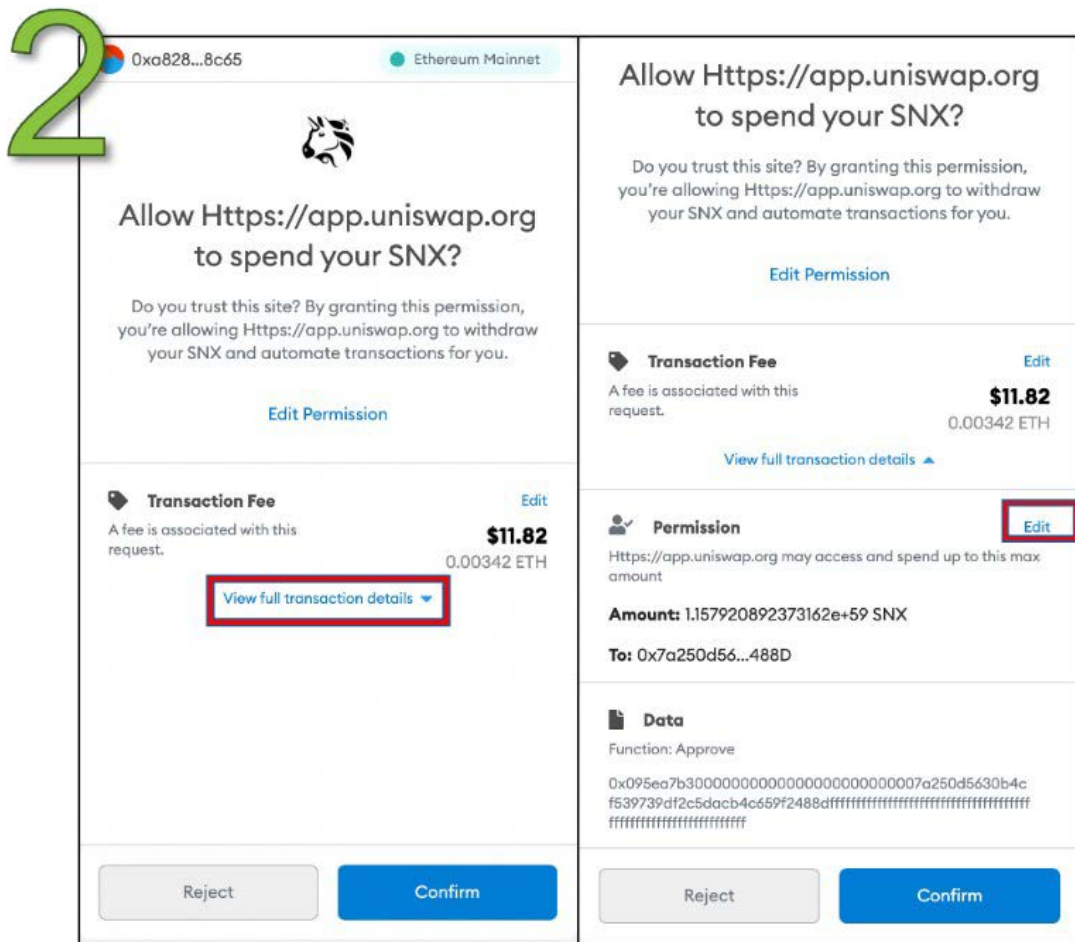 2
0xa828...8c65
Ethereum Mainnet
Allow Https://app.uniswap.org
to spend your SNX?
Do you trust this site? By granting this permission,
you're allowing Https://app.uniswap.org to withdraw
your SNX and automate transactions for you.
Edit Permission
Transaction Fee
Edit
A fee is associated with this
request.
$11.82
0.00342 ETH
View full transaction details
Reject
Confirm
Allow Https://app.uniswap.org
to spend your SNX?
Do you trust this site? By granting this permission,
you're allowing Https://app.uniswap.org to withdraw
your SNX and automate transactions for you.
Edit Permission
Transaction Fee
Edit
A fee is associated with this
request.
$11.82
0.00342 ETH
View full transaction details
Permission
Edit
Https://app.uniswap.org may access and spend up to this max
amount
Amount: 1.157920892373162e+59 SNX
To: 0x7a250d56...488D
Data
Function: Approve
0x095ea7b30000000000000000000000007a250d5630b4c
f539739df2c5dacb4c659f2488dffffffffffffffffffffffffffffffffffffff
ffffffffffffffffffffffffff
Reject
Confirm